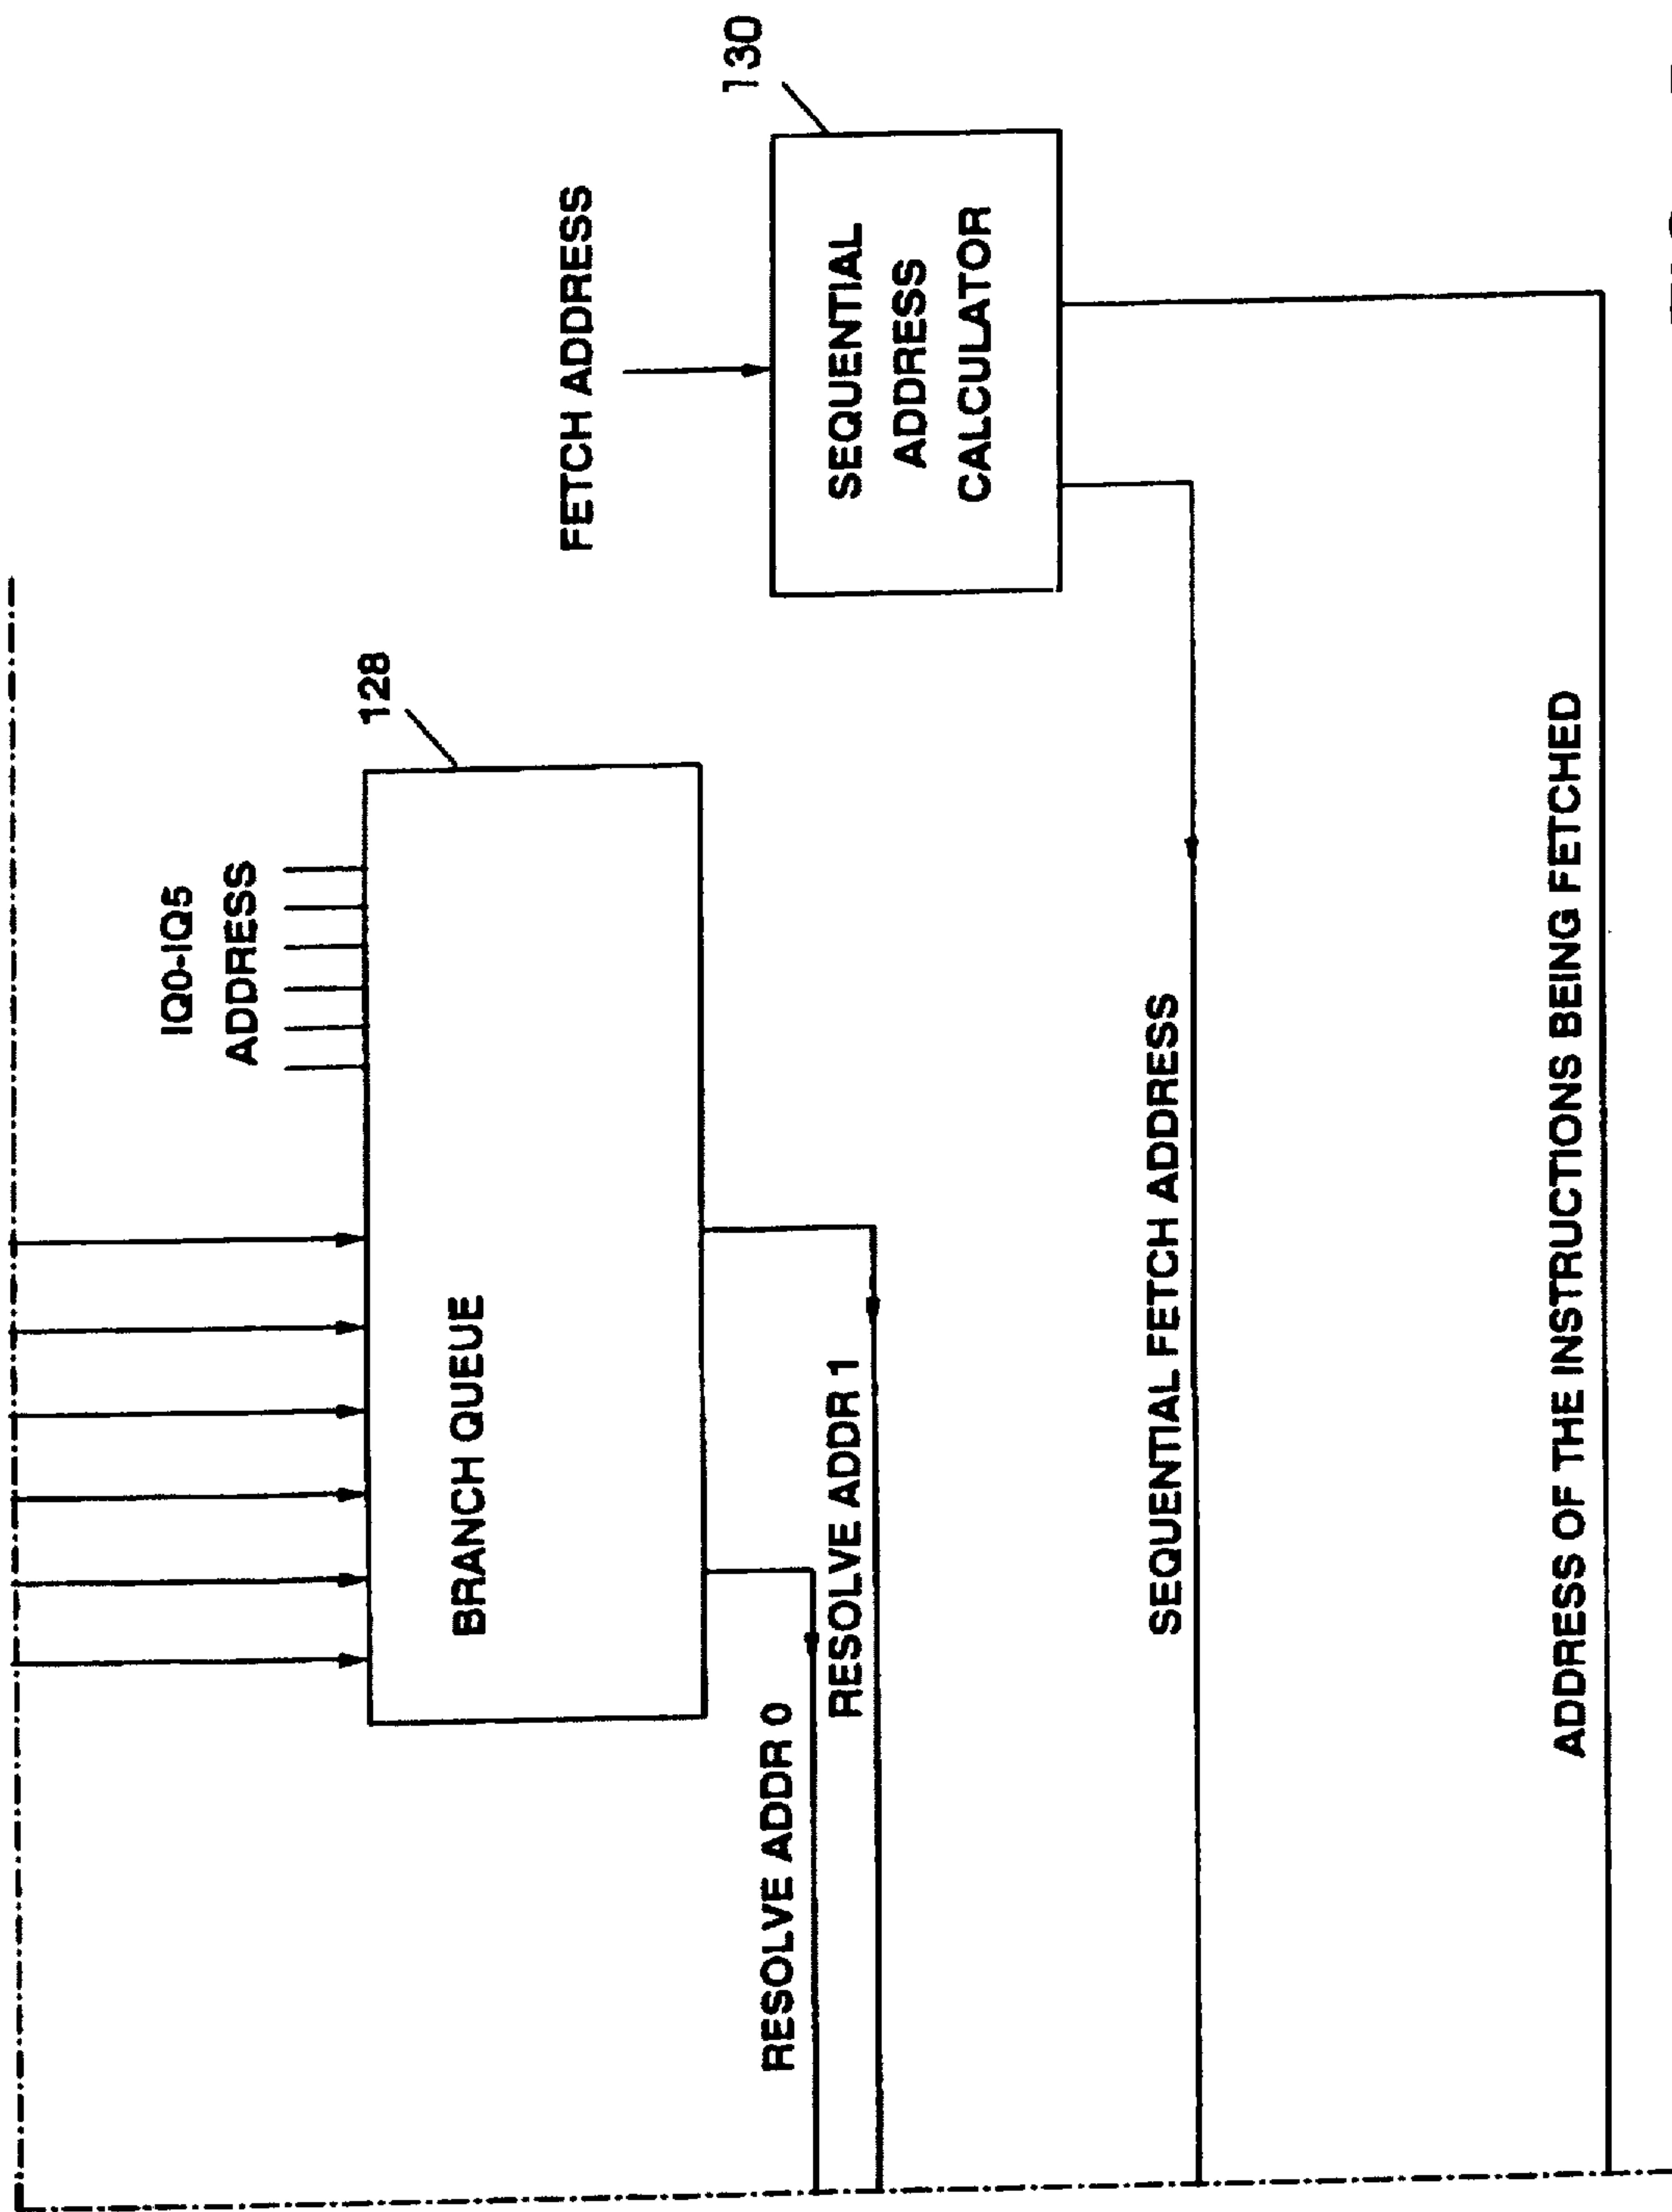 IQ0-IQ5
ADDRESS
128
BRANCH QUEUE
FETCH ADDRESS
130
SEQUENTIAL
ADDRESS
CALCULATOR
RESOLVE ADDR 0
RESOLVE ADDR 1
SEQUENTIAL FETCH ADDRESS
ADDRESS OF THE INSTRUCTIONS BEING FETCHED